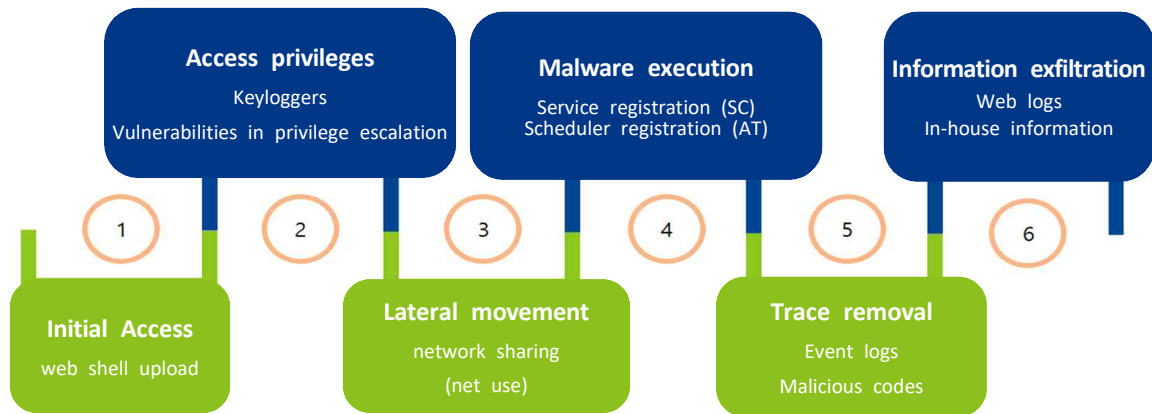 Access privileges
Keyloggers
Vulnerabilities in privilege escalation
Malware execution
Service registration (SC)
Scheduler registration (AT)
Information exfiltration
Web logs
In-house information
1
2
3
4
5
6
Initial Access
web shell upload
Lateral movement
network sharing
(net use)
Trace removal
Event logs
Malicious codes